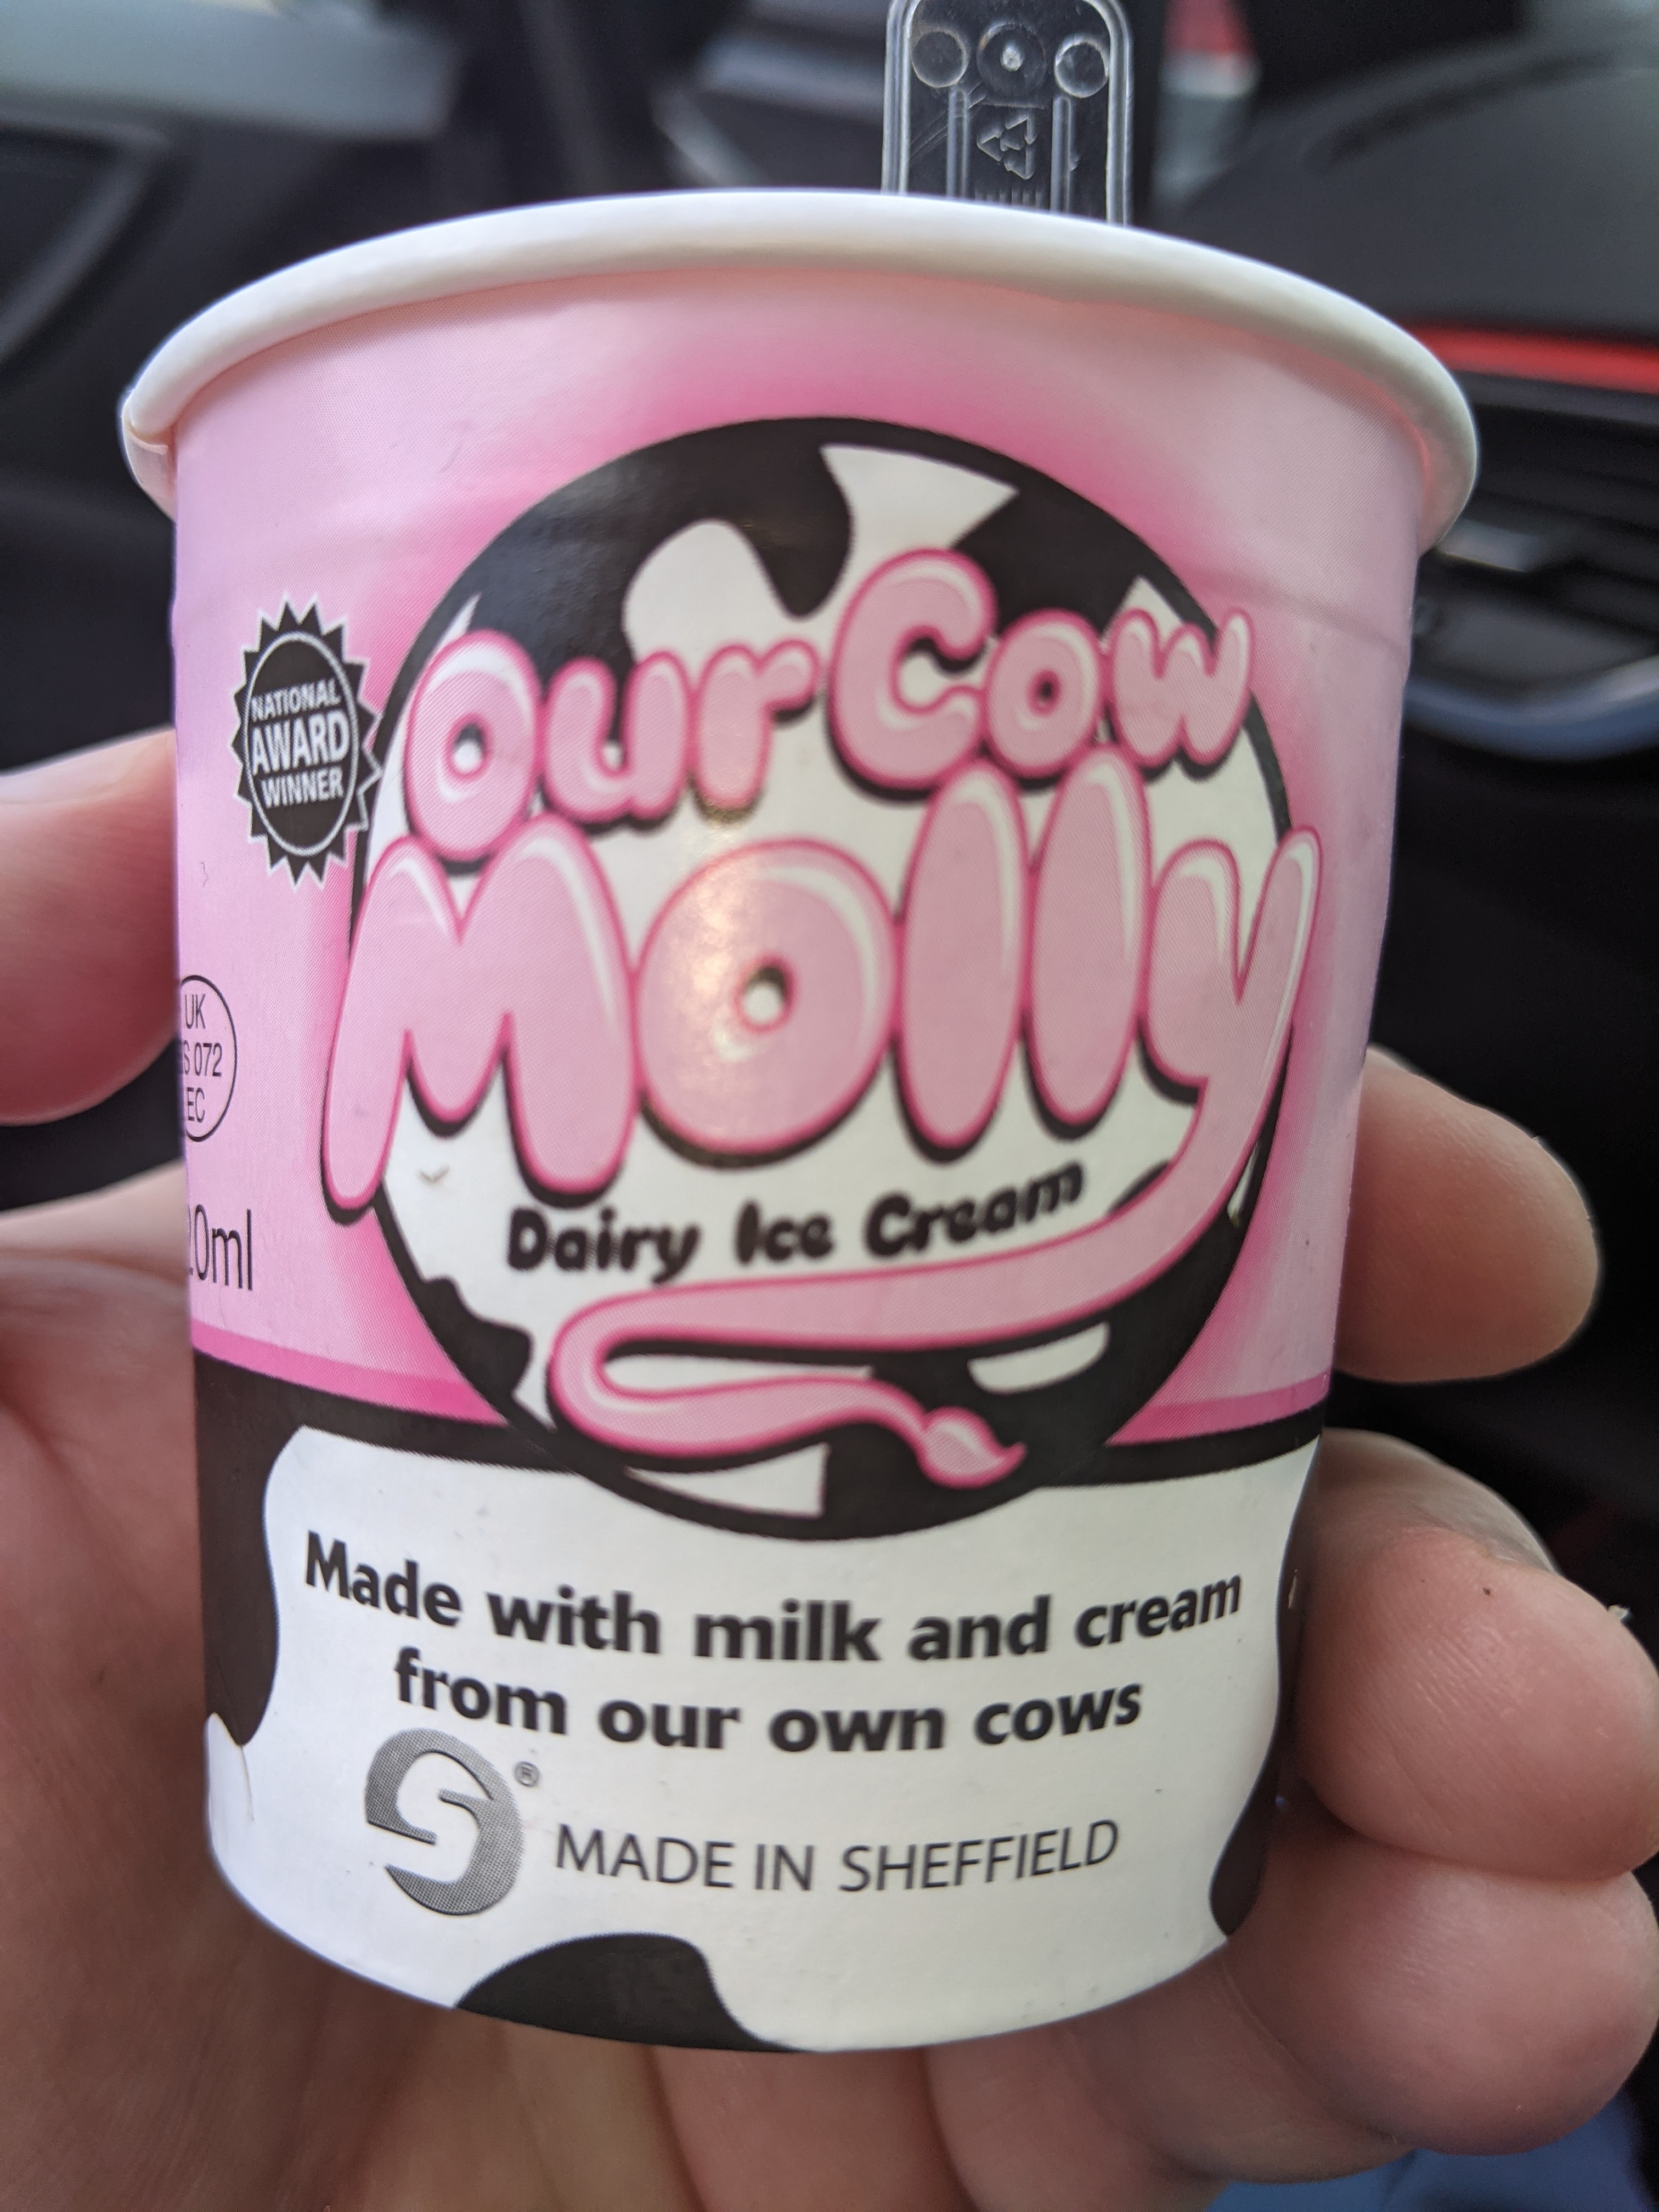 Our Cow
Molly
Dairy Ice Cream
NATIONAL
AWARD
WINNER
UK
072
EC
Made with milk and cream
from our own cows
®
MADE IN SHEFFIELD